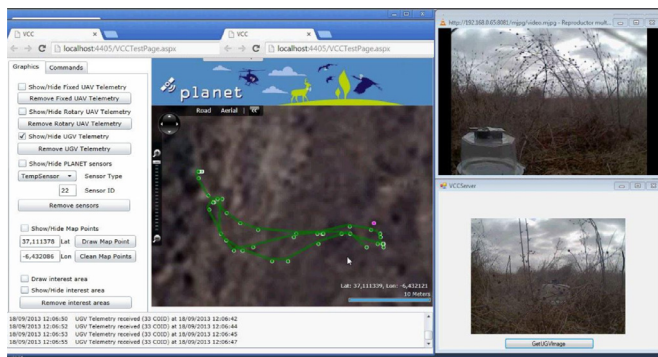 VCC
VCC
localhost:4405/VCCTestPage.aspx
localhost:4405/VCCTestPage.aspx
Graphics
Commands
Show/Hide Fixed UAV Telemetry
Remove Fixed UAV Telemetry
Show/Hide Rotary UAV Telemetry
Remove Rotary UAV Telemetry
Show/Hide UGV Telemetry
Remove UGV Telemetry
Show/Hide PLANET sensors
TempSensor
Sensor Type
22
Sensor ID
Remove sensors
Show/Hide Map Points
37,111378 Lat Draw Map Point
-6,432086 Lon Clean Map Points
Draw interest area
Show/Hide interest area
Remove interest areas
planet
Road Aerial
Lat: 37,111339, Lon: -6,432121
10 Meters
18/09/2013 12:06:50 UGV Telemetry received (33 COID) at 18/09/2013 12:06:42
18/09/2013 12:06:52 UGV Telemetry received (33 COID) at 18/09/2013 12:06:44
18/09/2013 12:06:53 UGV Telemetry received (33 COID) at 18/09/2013 12:06:45
18/09/2013 12:06:55 UGV Telemetry received (33 COID) at 18/09/2013 12:06:47
http://192.168.0.65:8081/mjpg/video.mjpg - Reproductor mult...
VCCServer
GetUGVImage